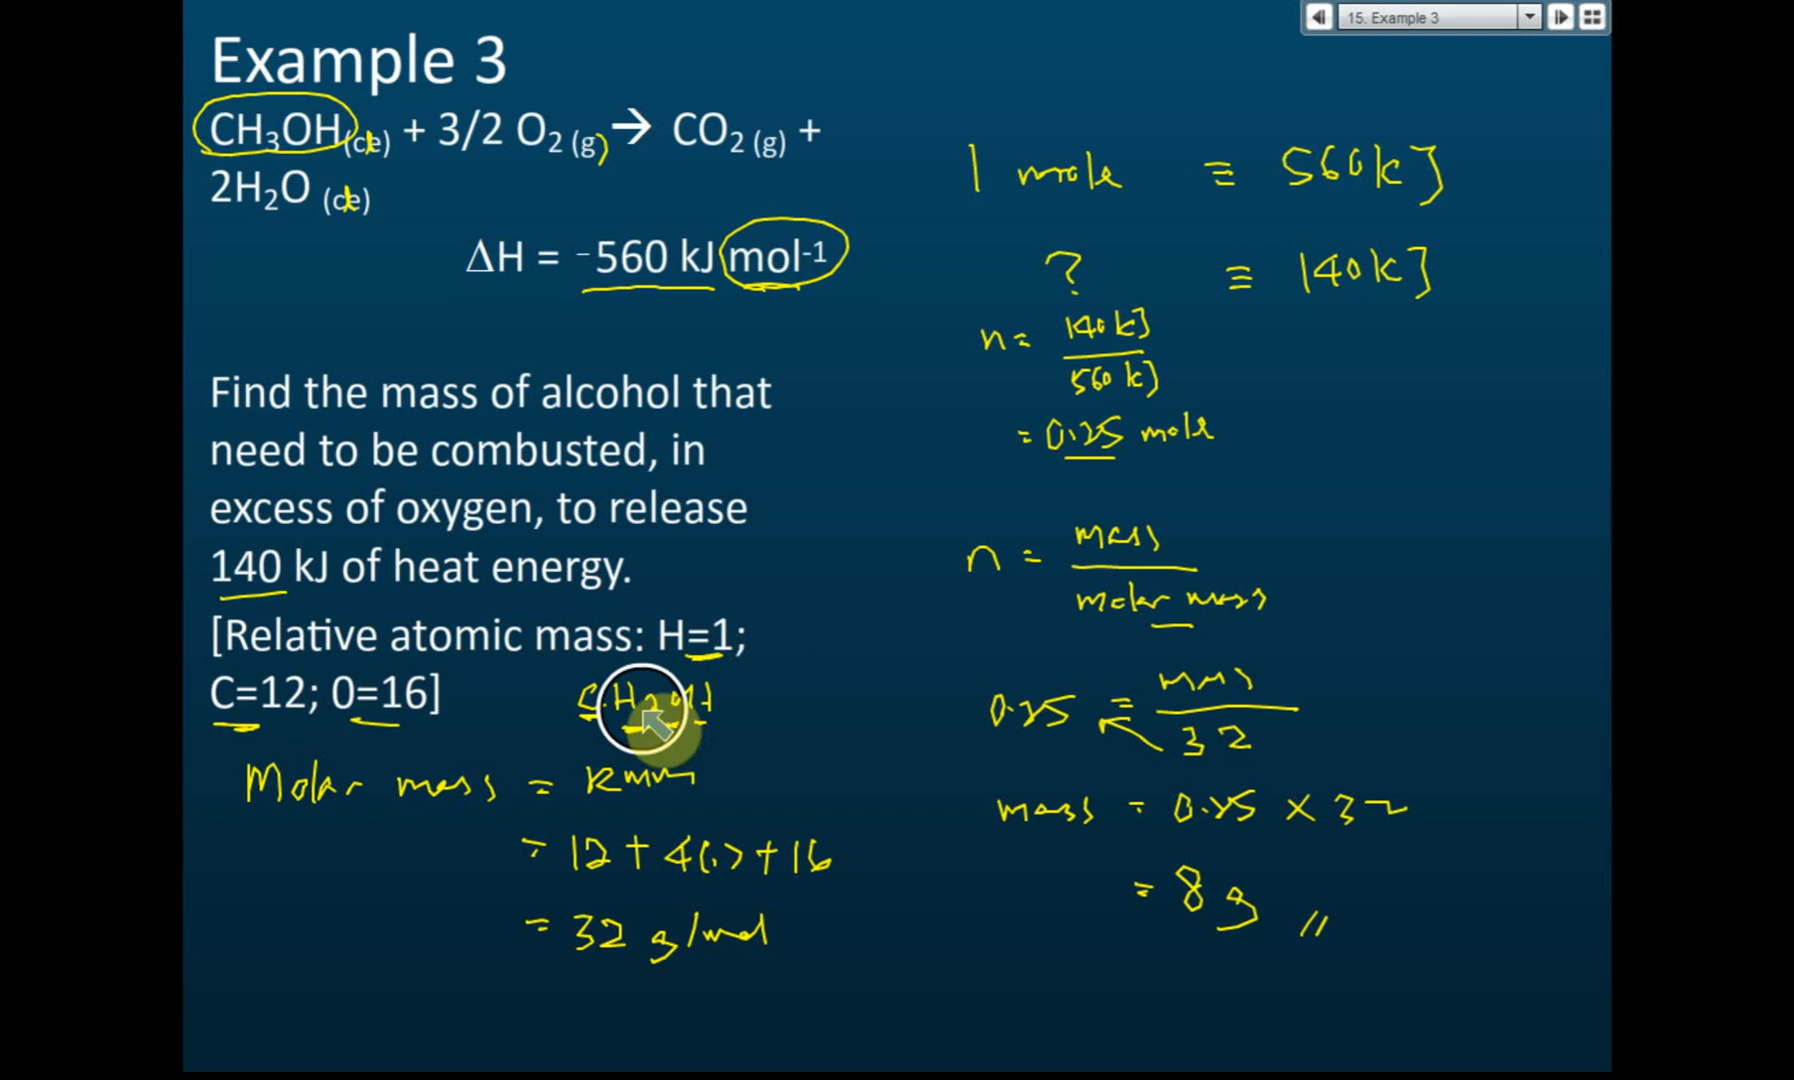 15. Example 3
Example 3
CH₃OH(l) + 3/2 O₂ (g) → CO₂ (g) +
2H₂O (l)
ΔH = -560 kJ mol-1
Find the mass of alcohol that
need to be combusted, in
excess of oxygen, to release
140 kJ of heat energy.
[Relative atomic mass: H=1;
C=12; 0=16]
CH3OH
Molar mass = RMM
= 12 + 4(1) + 16
= 32 g/mol
1 mole ≡ 560 kJ
? ≡ 140 kJ
n = 140 kJ
560 kJ
= 0.25 mole
n = mass
molar mass
0.25 = mass
32
mass = 0.25 × 32
= 8 g //